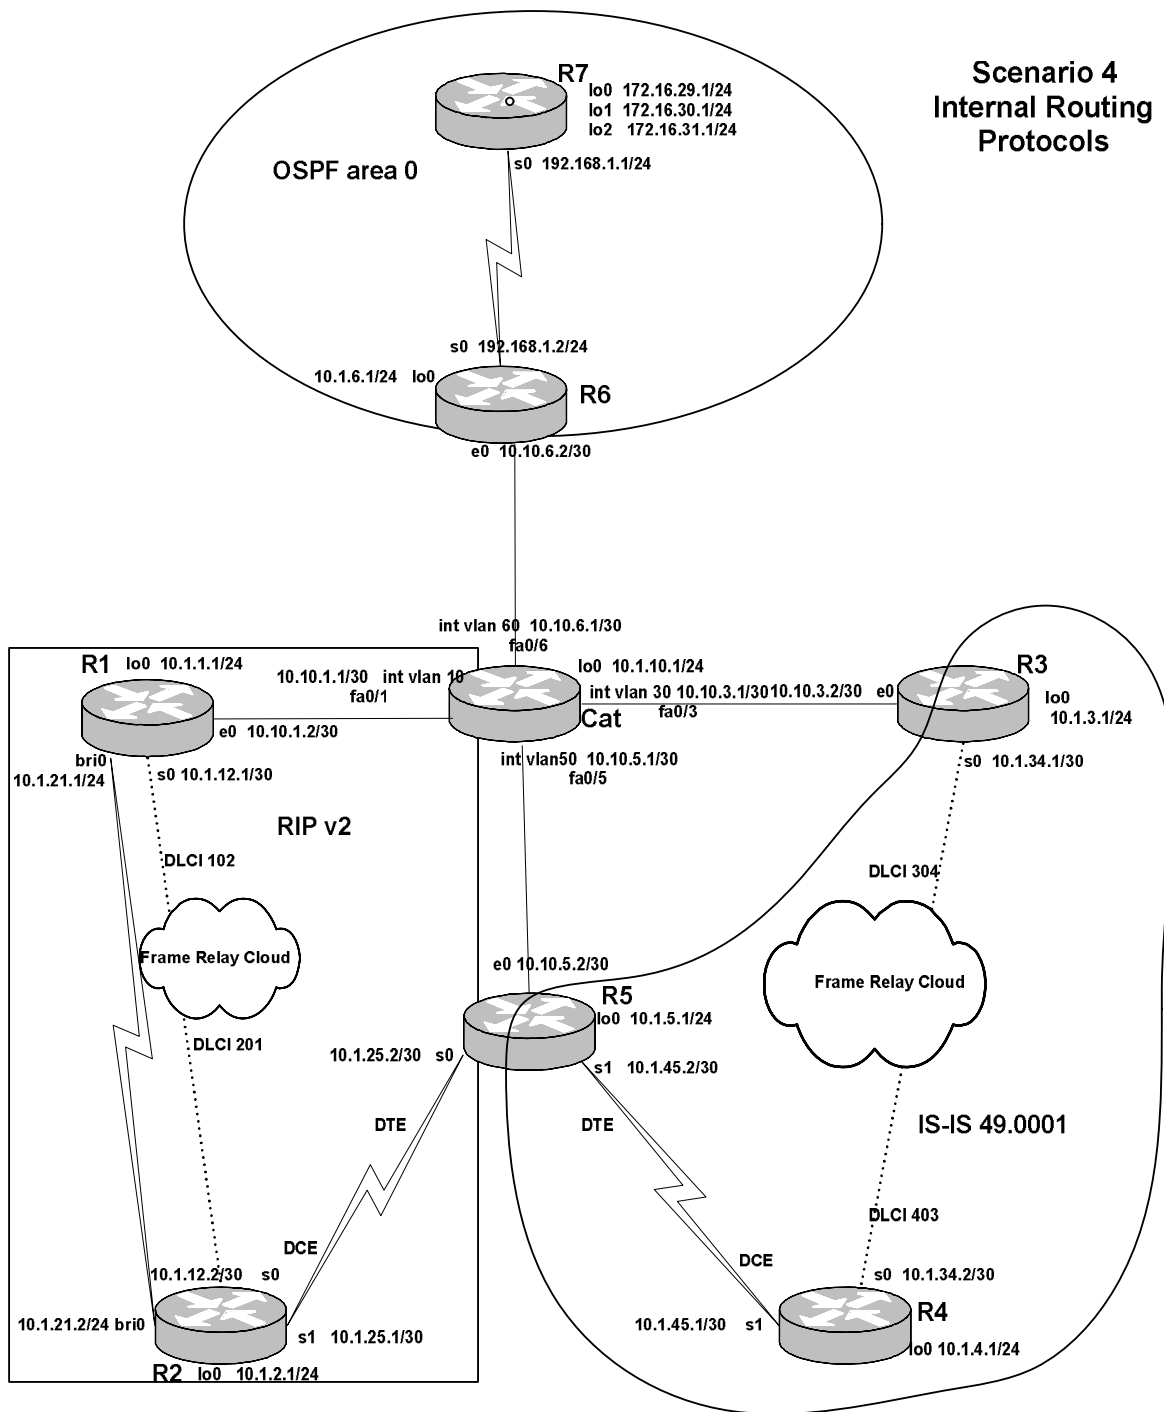 Scenario 4
Internal Routing
Protocols
R7
lo0 172.16.29.1/24
lo1 172.16.30.1/24
lo2 172.16.31.1/24
s0 192.168.1.1/24
OSPF area 0
s0 192.168.1.2/24
10.1.6.1/24 lo0
R6
e0 10.10.6.2/30
int vlan 60 10.10.6.1/30
fa0/6
R1 lo0 10.1.1.1/24
10.10.1.1/30 int vlan 10
fa0/1
lo0 10.1.10.1/24
int vlan 30 10.10.3.1/30
fa0/3
10.10.3.2/30 e0
R3
lo0
10.1.3.1/24
Cat
e0 10.10.1.2/30
int vlan50 10.10.5.1/30
fa0/5
bri0
10.1.21.1/24
s0 10.1.12.1/30
s0 10.1.34.1/30
RIP v2
DLCI 102
DLCI 304
Frame Relay Cloud
Frame Relay Cloud
e0 10.10.5.2/30
R5
lo0 10.1.5.1/24
DLCI 201
10.1.25.2/30 s0
s1 10.1.45.2/30
DTE
DTE
IS-IS 49.0001
DLCI 403
DCE
DCE
10.1.12.2/30 s0
s0 10.1.34.2/30
10.1.21.2/24 bri0
s1 10.1.25.1/30
10.1.45.1/30 s1
R4
lo0 10.1.4.1/24
R2 lo0 10.1.2.1/24